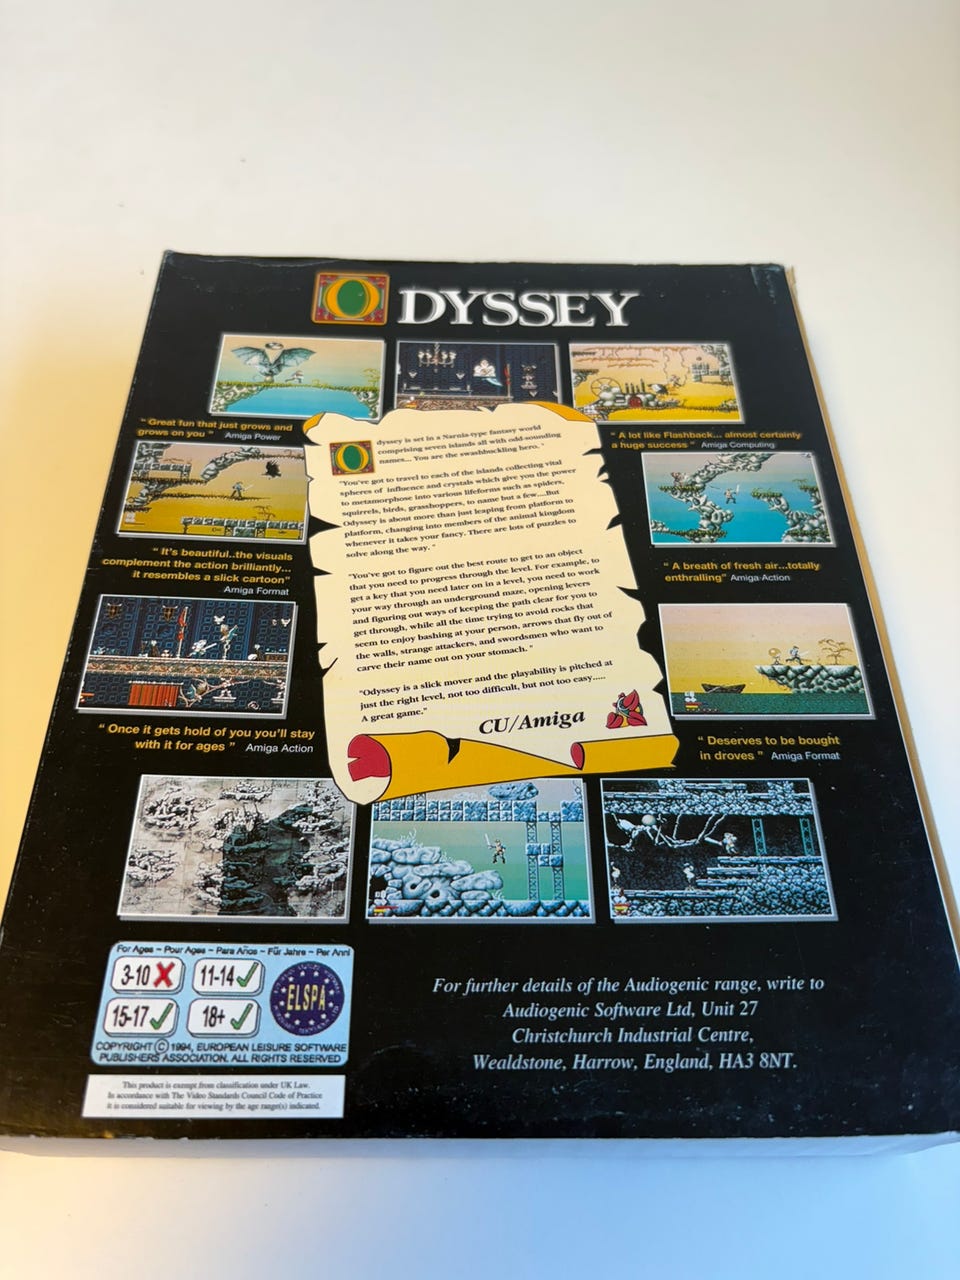 ODYSSEY
" Great fun that just grows and
grows on you " Amiga Power
" A lot like Flashback... almost certainly
a huge success " Amiga Computing
Odyssey is set in a Narnia-type fantasy world
comprising seven islands all with odd-sounding
names... You are the swashbuckling hero. "
"You've got to travel to each of the islands collecting vital
spheres of influence and crystals which give you the power
to metamorphose into various lifeforms such as spiders,
squirrels, birds, grasshoppers, to name but a few....But
Odyssey is about more than just leaping from platform to
platform, changing into members of the animal kingdom
whenever it takes your fancy. There are lots of puzzles to
solve along the way. "
"It's beautiful..the visuals
complement the action brilliantly...
it resembles a slick cartoon"
Amiga Format
" A breath of fresh air...totally
enthralling" Amiga Action
"You've got to figure out the best route to get to an object
that you need to progress through the level. For example, to
get a key that you need later on in a level, you need to work
your way through an underground maze, opening levers
and figuring out ways of keeping the path clear for you to
get through, while all the time trying to avoid rocks that
seem to enjoy bashing at your person, arrows that fly out of
the walls, strange attackers, and swordsmen who want to
carve their name out on your stomach. "
"Odyssey is a slick mover and the playability is pitched at
just the right level, not too difficult, but not too easy.....
A great game."
CU/Amiga
" Once it gets hold of you you'll stay
with it for ages " Amiga Action
" Deserves to be bought
in droves " Amiga Format
For Ages ~ Pour Ages ~ Para Años ~ Für Jahre ~ Per Anni
3-10 11-14
15-17 18+
ELSPA
COPYRIGHT © 1994, EUROPEAN LEISURE SOFTWARE
PUBLISHERS ASSOCIATION. ALL RIGHTS RESERVED
This product is exempt from classification under UK Law.
In accordance with The Video Standards Council Code of Practice
it is considered suitable for viewing by the age range(s) indicated.
For further details of the Audiogenic range, write to
Audiogenic Software Ltd, Unit 27
Christchurch Industrial Centre,
Wealdstone, Harrow, England, HA3 8NT.